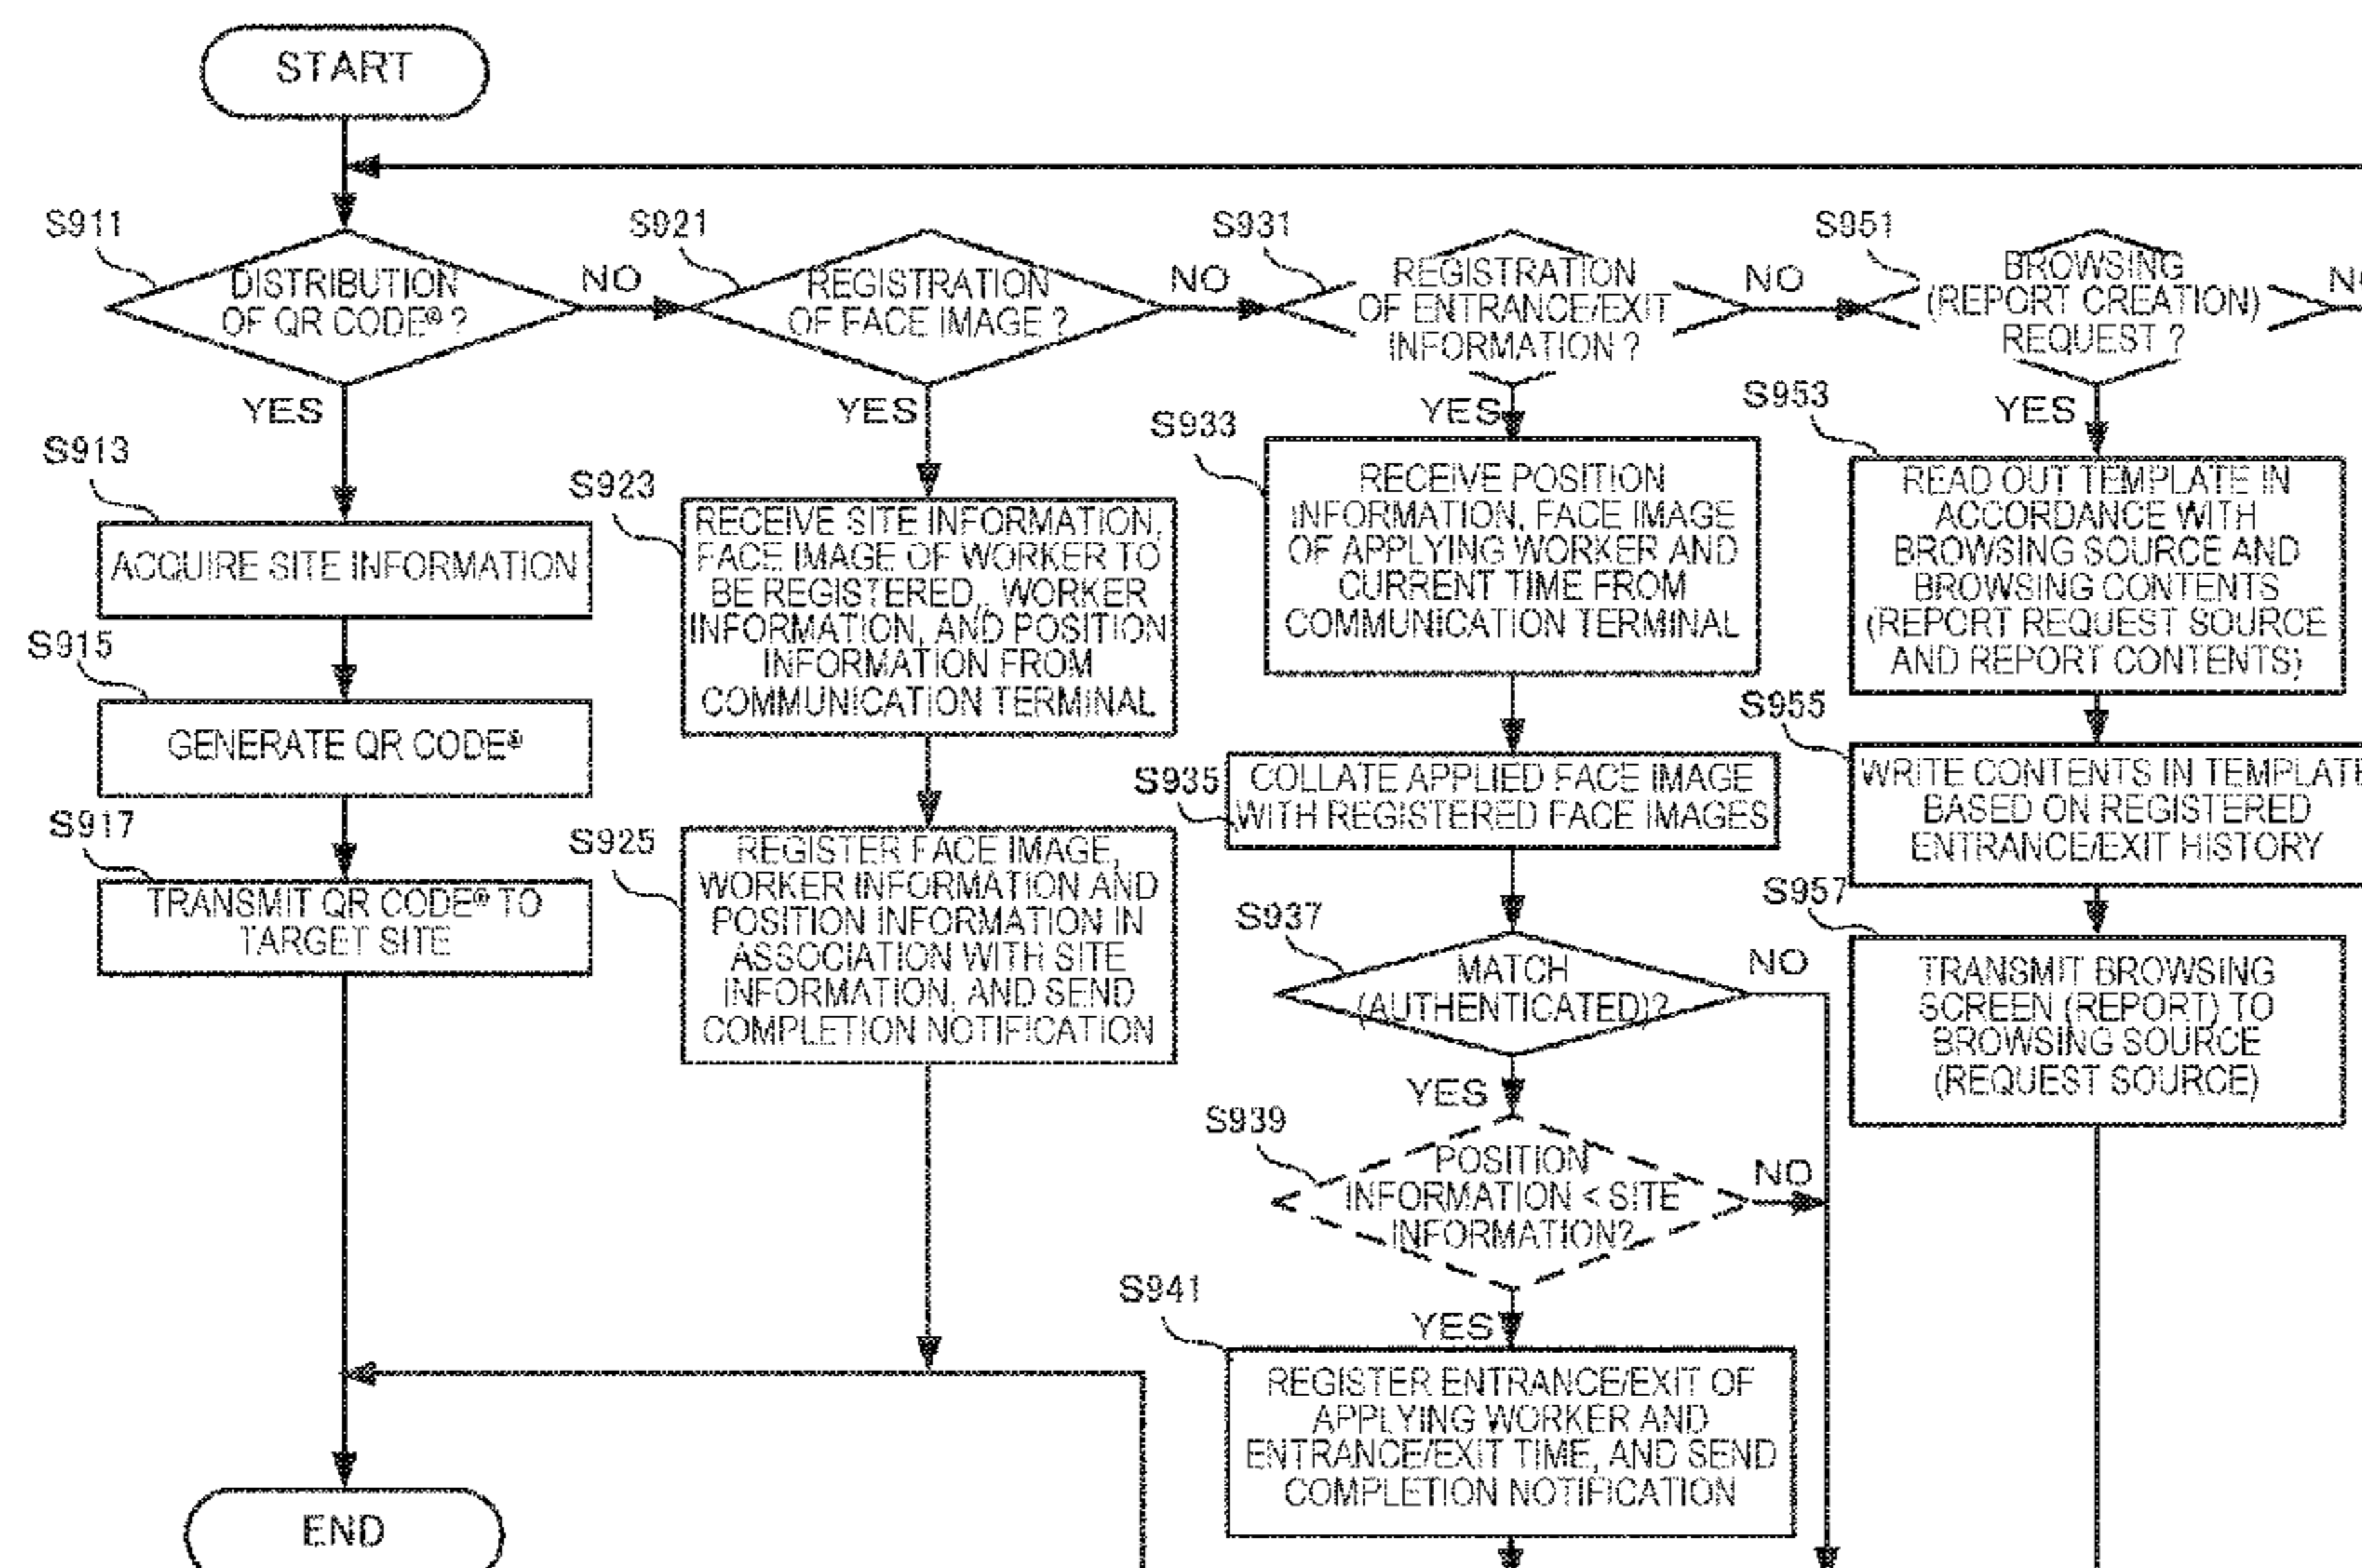 START
S911
DISTRIBUTION
OF QR CODE® ?
NO
YES
S913
ACQUIRE SITE INFORMATION
S915
GENERATE QR CODE®
S917
TRANSMIT QR CODE® TO
TARGET SITE
END
S921
REGISTRATION
OF FACE IMAGE ?
NO
YES
S923
RECEIVE SITE INFORMATION,
FACE IMAGE OF WORKER TO
BE REGISTERED,, WORKER
INFORMATION, AND POSITION
INFORMATION FROM
COMMUNICATION TERMINAL
S925
REGISTER FACE IMAGE,
WORKER INFORMATION AND
POSITION INFORMATION IN
ASSOCIATION WITH SITE
INFORMATION, AND SEND
COMPLETION NOTIFICATION
S931
REGISTRATION
OF ENTRANCE/EXIT
INFORMATION ?
NO
YES
S933
RECEIVE POSITION
INFORMATION, FACE IMAGE
OF APPLYING WORKER AND
CURRENT TIME FROM
COMMUNICATION TERMINAL
S935
COLLATE APPLIED FACE IMAGE
WITH REGISTERED FACE IMAGES
S937
MATCH
(AUTHENTICATED)?
NO
YES
S939
POSITION
INFORMATION < SITE
INFORMATION?
NO
YES
S941
REGISTER ENTRANCE/EXIT OF
APPLYING WORKER AND
ENTRANCE/EXIT TIME, AND SEND
COMPLETION NOTIFICATION
S951
BROWSING
(REPORT CREATION)
REQUEST ?
YES
S953
READ OUT TEMPLATE IN
ACCORDANCE WITH
BROWSING SOURCE AND
BROWSING CONTENTS
(REPORT REQUEST SOURCE
AND REPORT CONTENTS)
S955
WRITE CONTENTS IN TEMPLATE
BASED ON REGISTERED
ENTRANCE/EXIT HISTORY
S957
TRANSMIT BROWSING
SCREEN (REPORT) TO
BROWSING SOURCE
(REQUEST SOURCE)